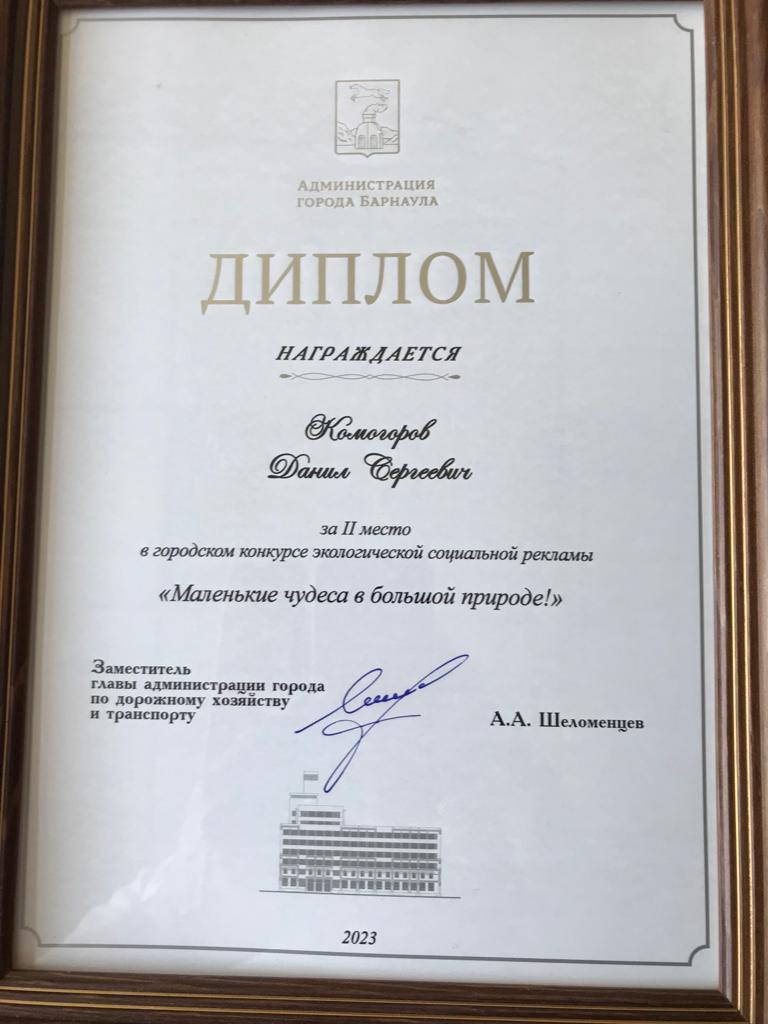 Администрация
города Барнаула
ДИПЛОМ
НАГРАЖДАЕТСЯ
Комогоров
Данил Сергеевич
за II место
в городском конкурсе экологической социальной рекламы
«Маленькие чудеса в большой природе!»
Заместитель
главы администрации города
по дорожному хозяйству
и транспорту
А.А. Шеломенцев
2023